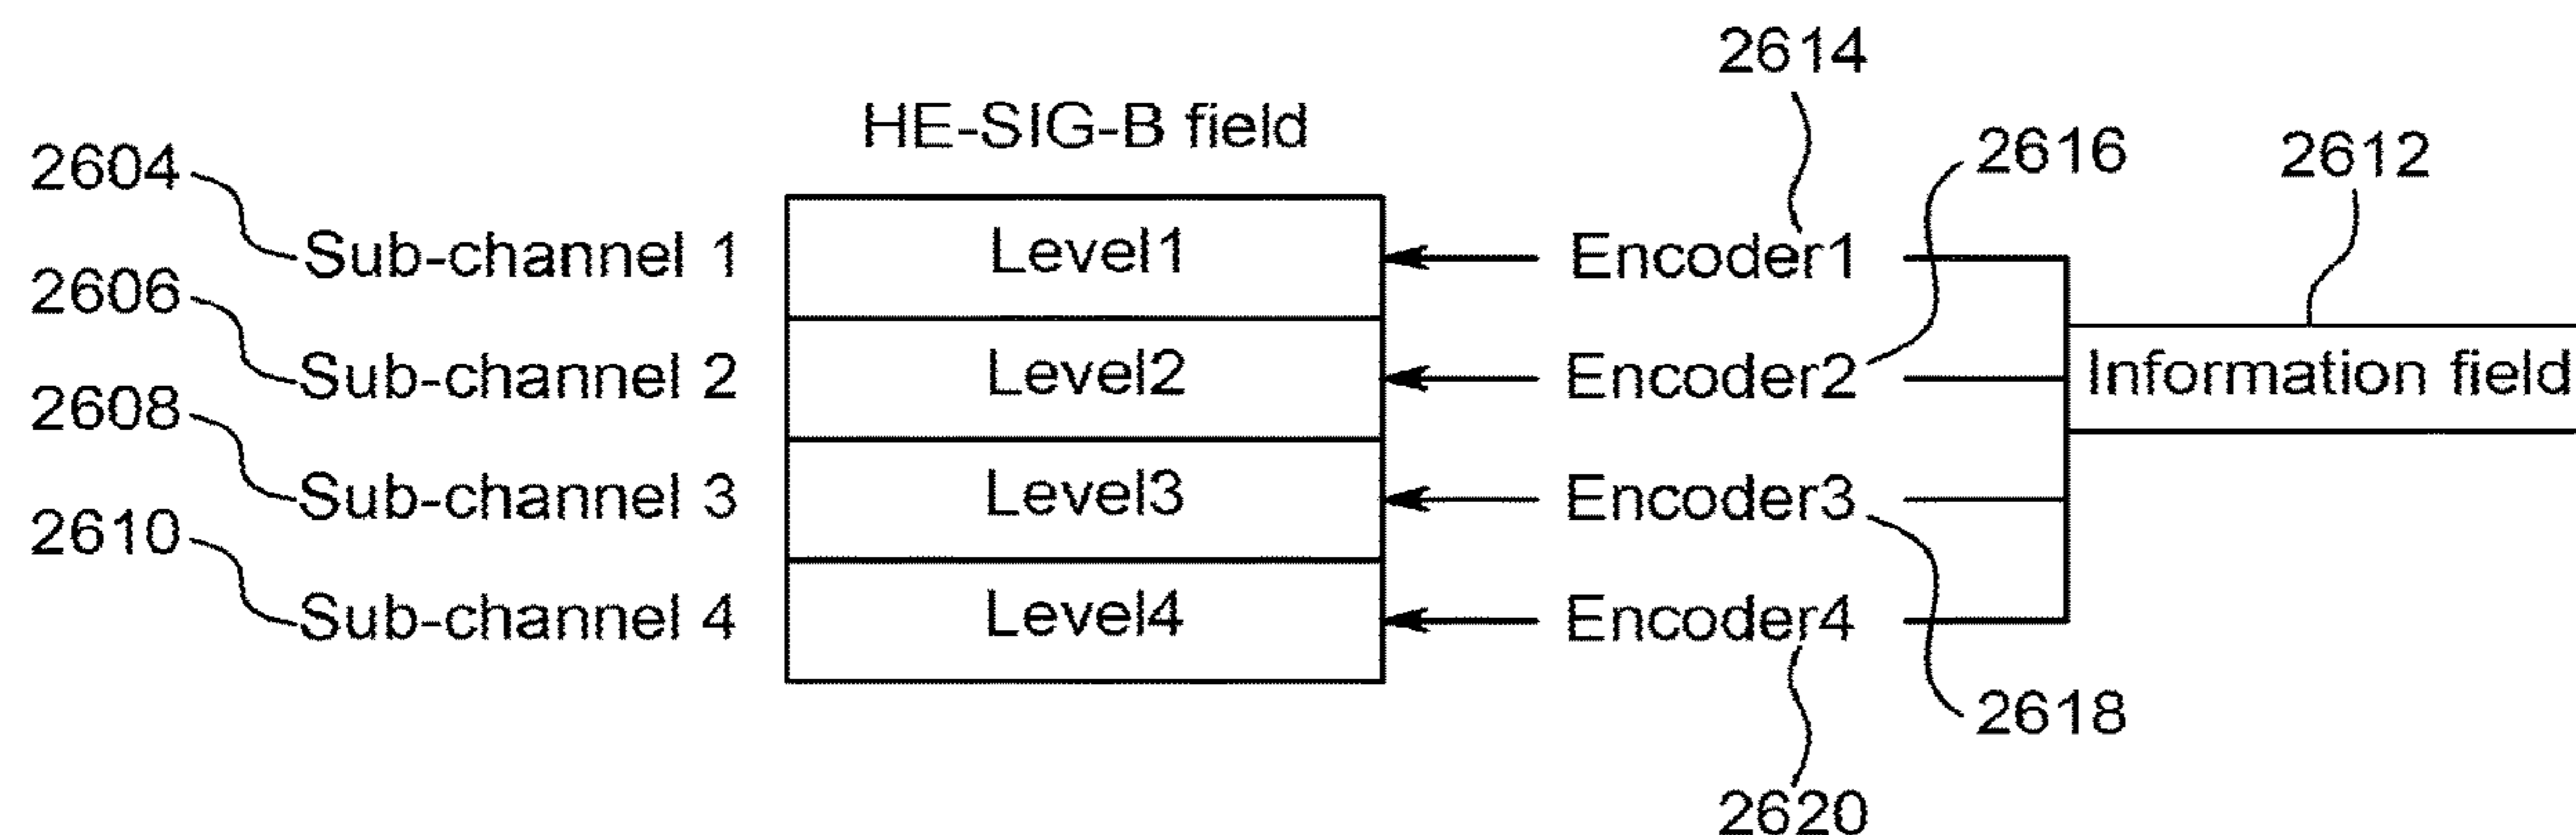 2614
HE-SIG-B field
2604
2616
2612
Sub-channel 1
Level1
Encoder1
2606
Sub-channel 2
Level2
Encoder2
Information field
2608
Sub-channel 3
Level3
Encoder3
2610
Sub-channel 4
Level4
Encoder4
2618
2620